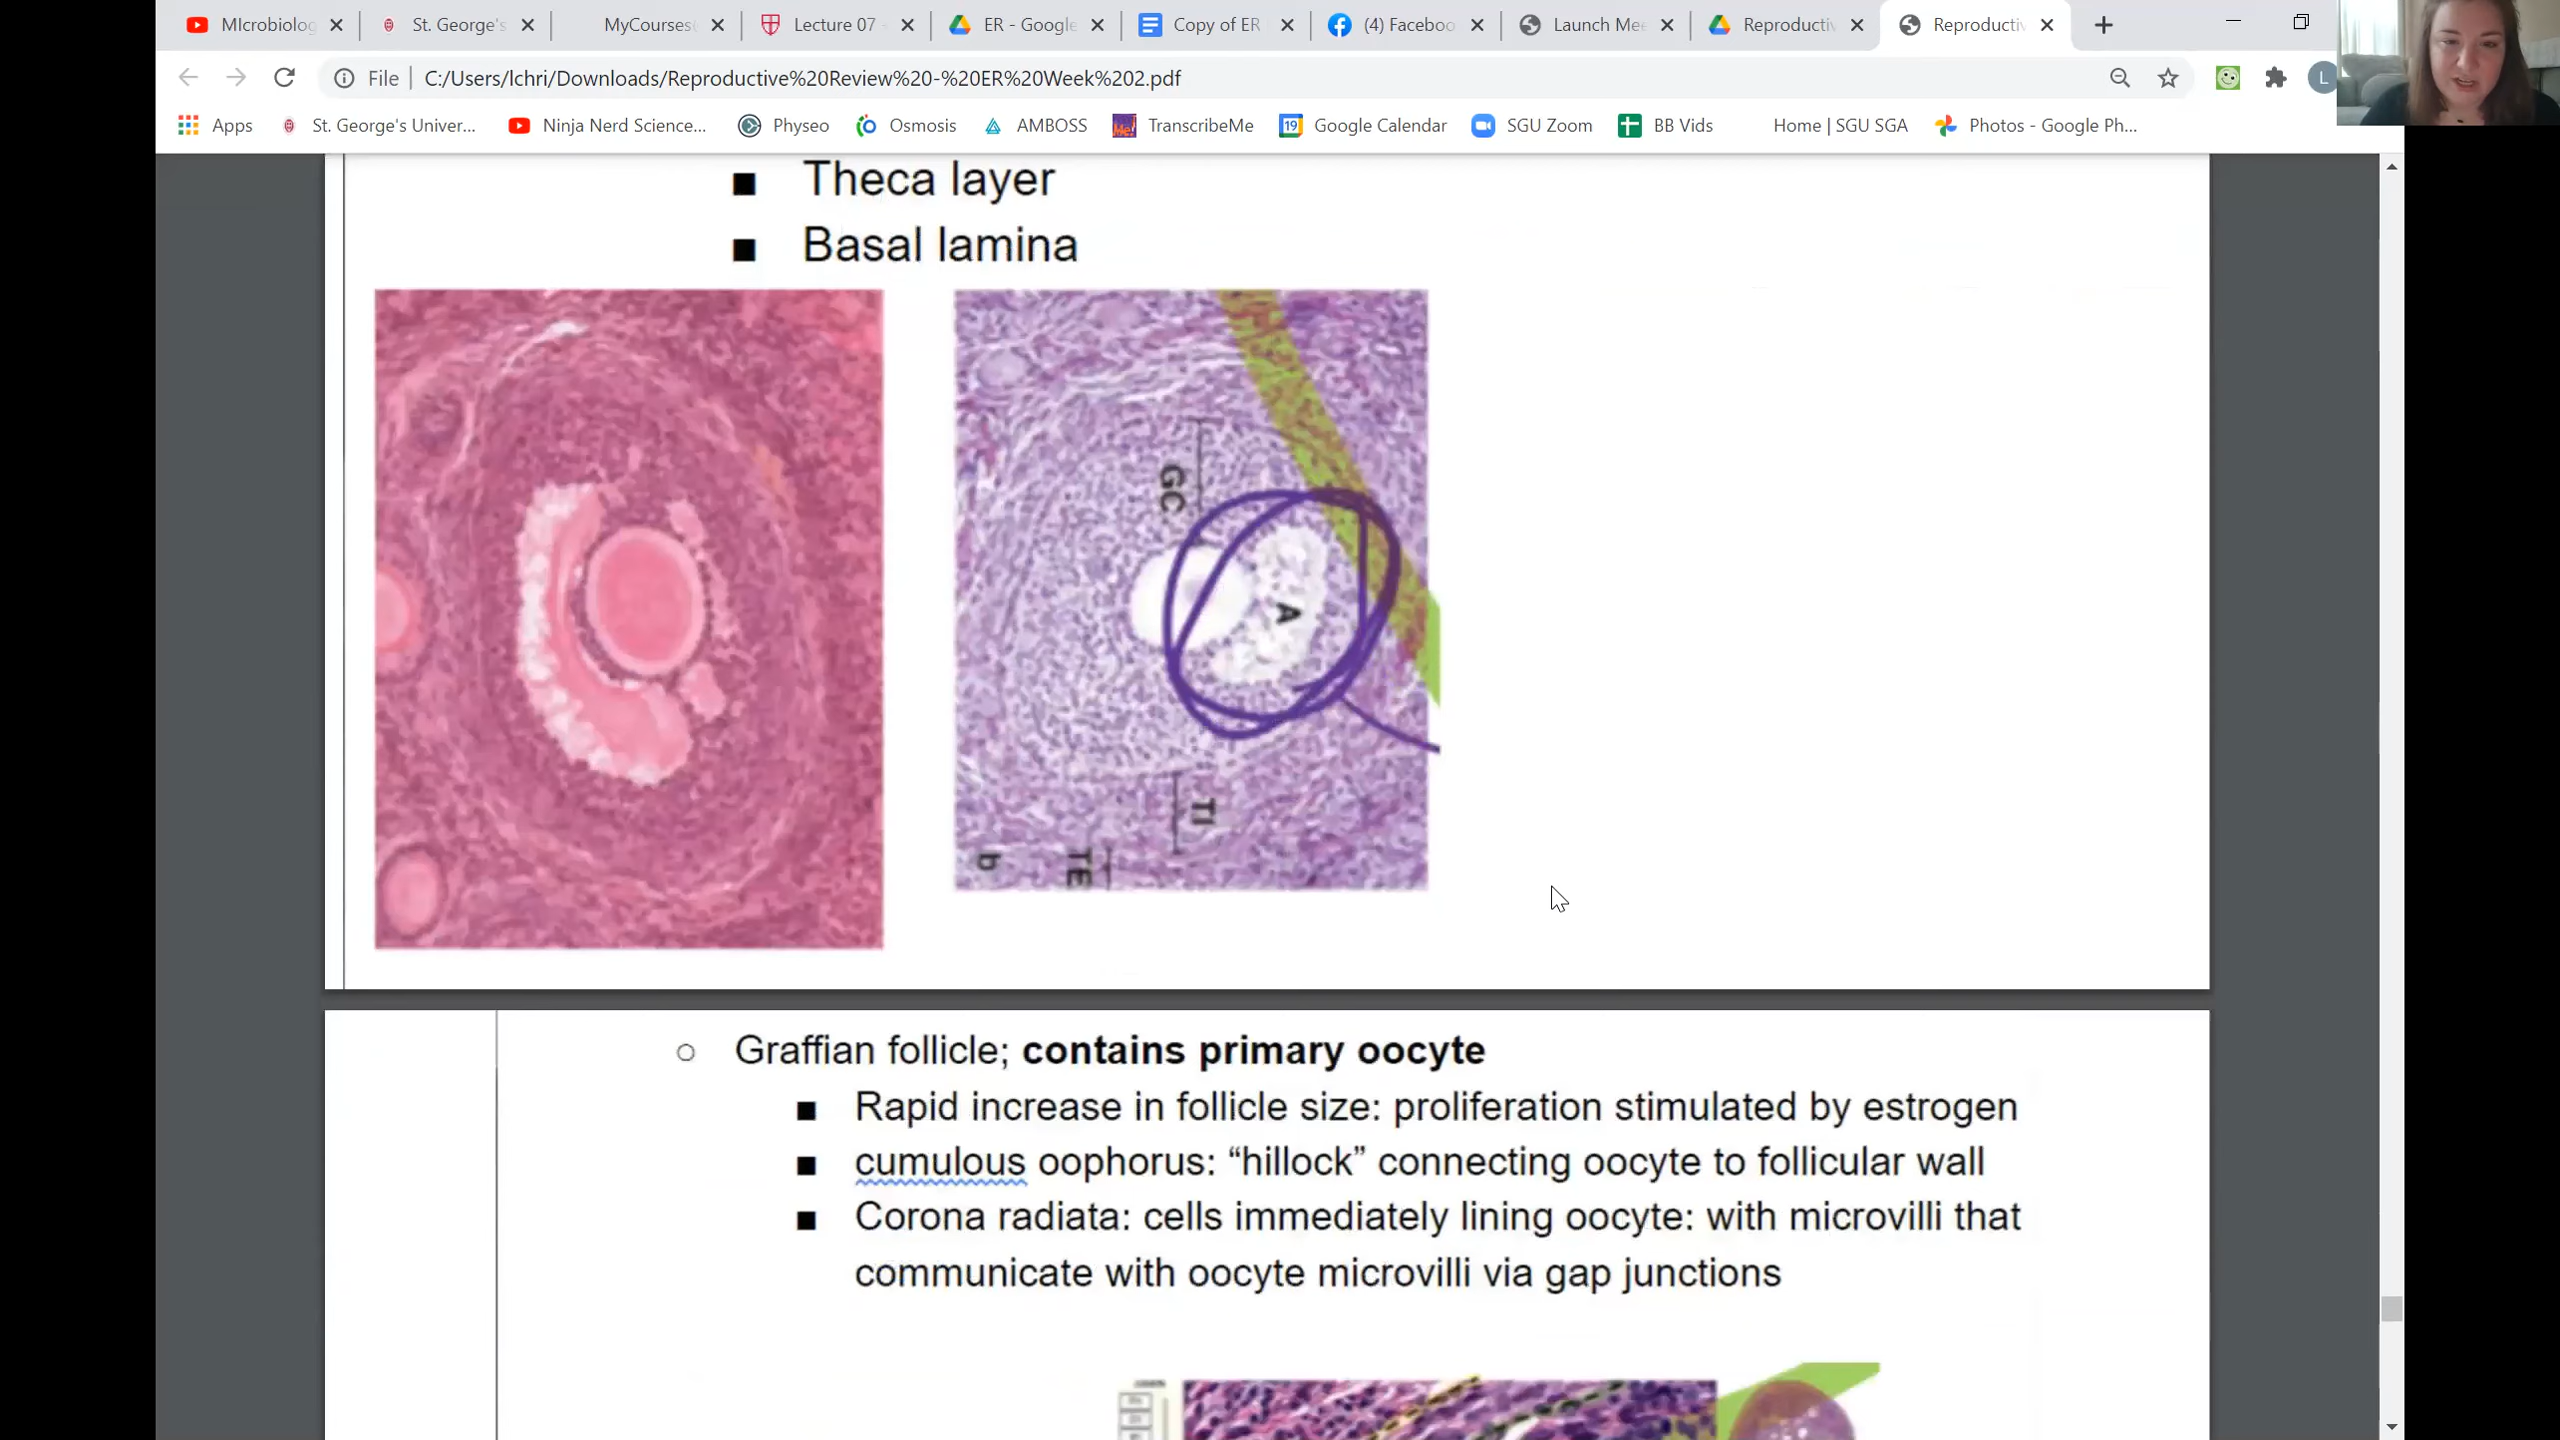 MIcrobiolog
St. George's
MyCourses
Lecture 07
ER - Google
Copy of ER
(4) Faceboo
Launch Mee
Reproductiv
Reproductiv
File
C:/Users/lchri/Downloads/Reproductive%20Review%20-%20ER%20Week%202.pdf
L
Apps
St. George's Univer...
Ninja Nerd Science...
Physeo
Osmosis
AMBOSS
TranscribeMe
19 Google Calendar
SGU Zoom
BB Vids
Home | SGU SGA
Photos - Google Ph...
■ Theca layer
■ Basal lamina
GC
A
TI
TE
b
○ Graffian follicle; contains primary oocyte
■ Rapid increase in follicle size: proliferation stimulated by estrogen
■ cumulous oophorus: “hillock” connecting oocyte to follicular wall
■ Corona radiata: cells immediately lining oocyte: with microvilli that
communicate with oocyte microvilli via gap junctions